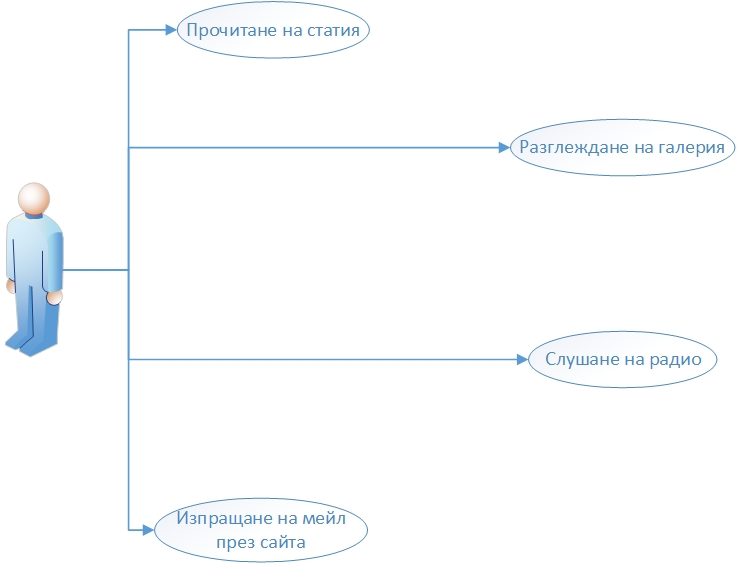 Прочитане на статия
Разглеждане на галерия
Слушане на радио
Изпращане на мейл
през сайта